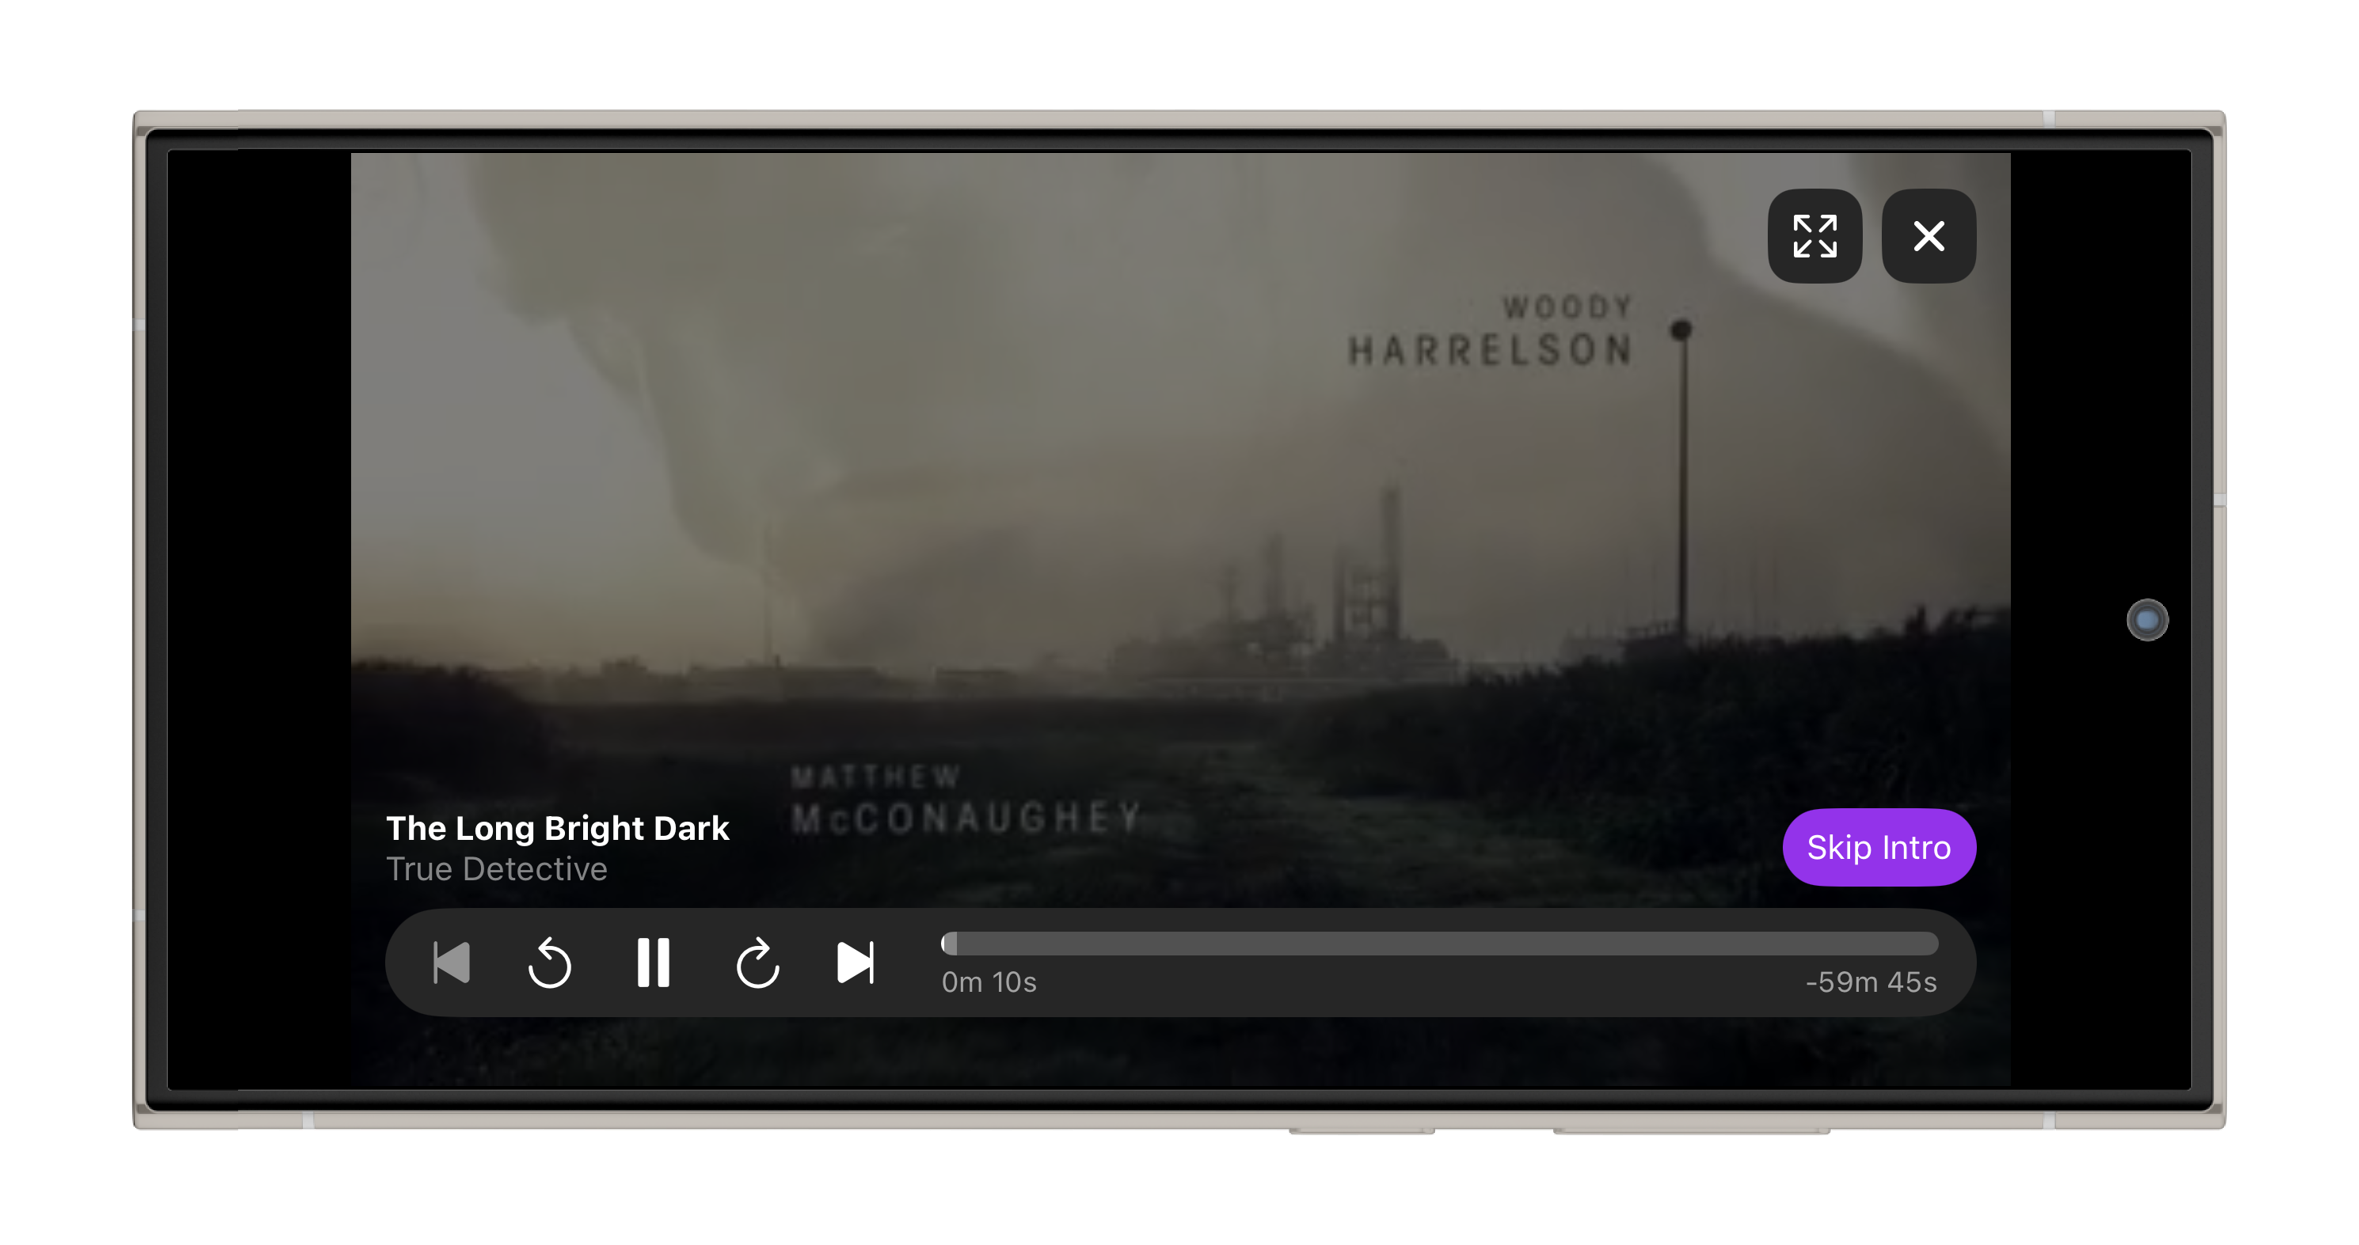 WOODY
HARRELSON
MATTHEW
McCONAUGHEY
The Long Bright Dark
True Detective
Skip Intro
0m 10s
-59m 45s